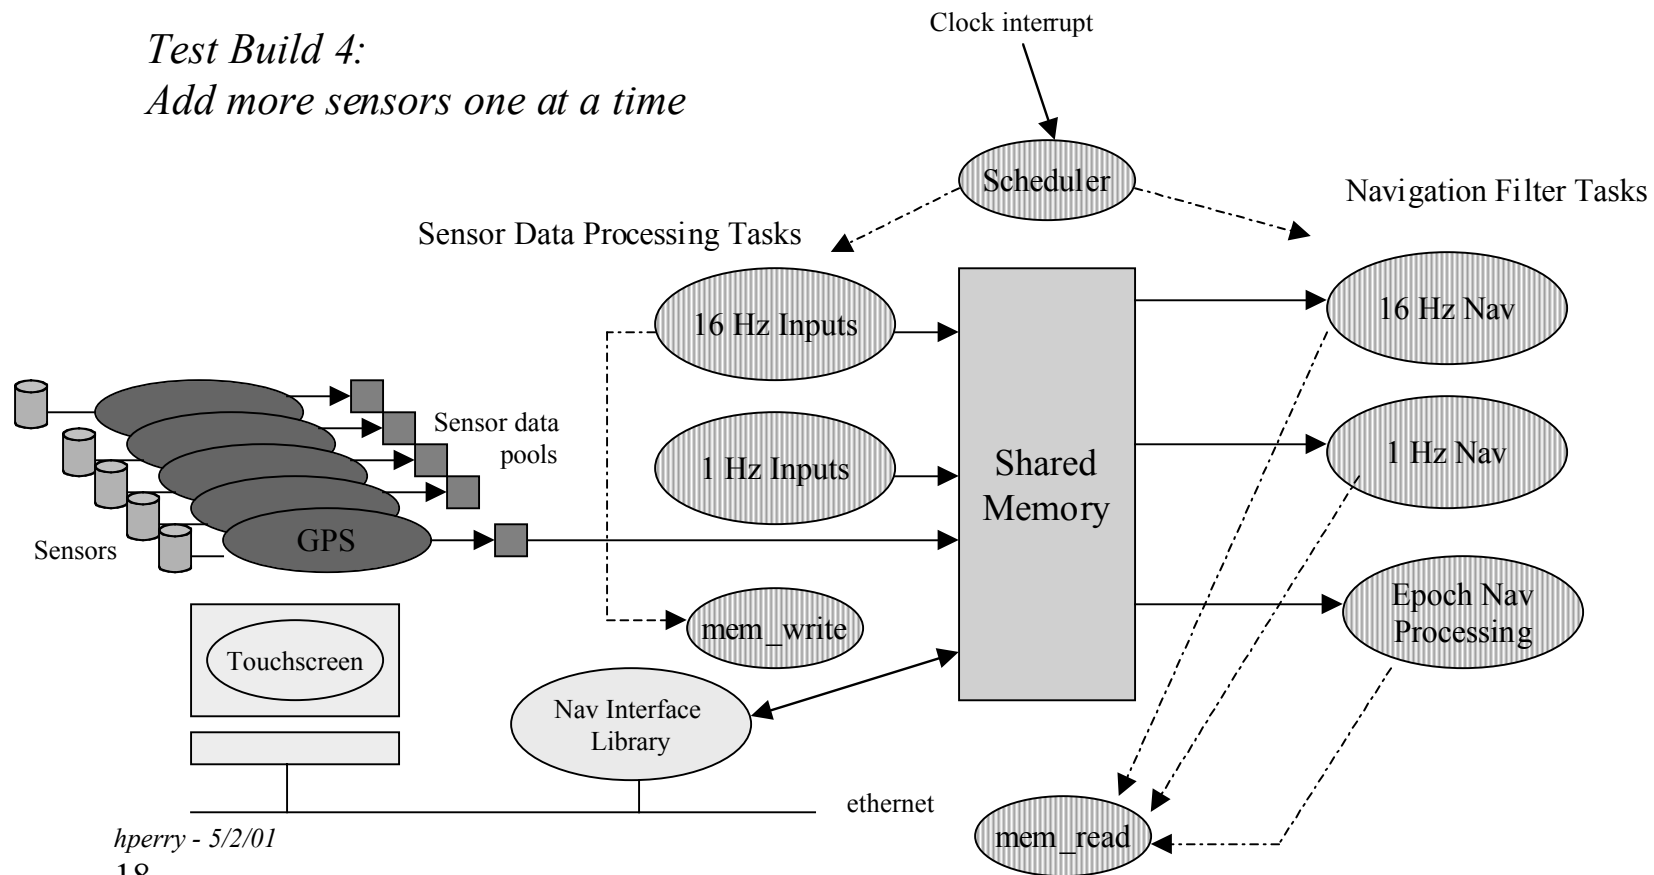 Clock interrupt
Test Build 4:
Add more sensors one at a time
Scheduler
Navigation Filter Tasks
Sensor Data Processing Tasks
16 Hz Inputs
16 Hz Nav
Sensor data
pools
1 Hz Inputs
Shared
Memory
1 Hz Nav
GPS
Sensors
Epoch Nav
Processing
mem_write
Touchscreen
Nav Interface
Library
ethernet
mem_read
hperry - 5/2/01
18